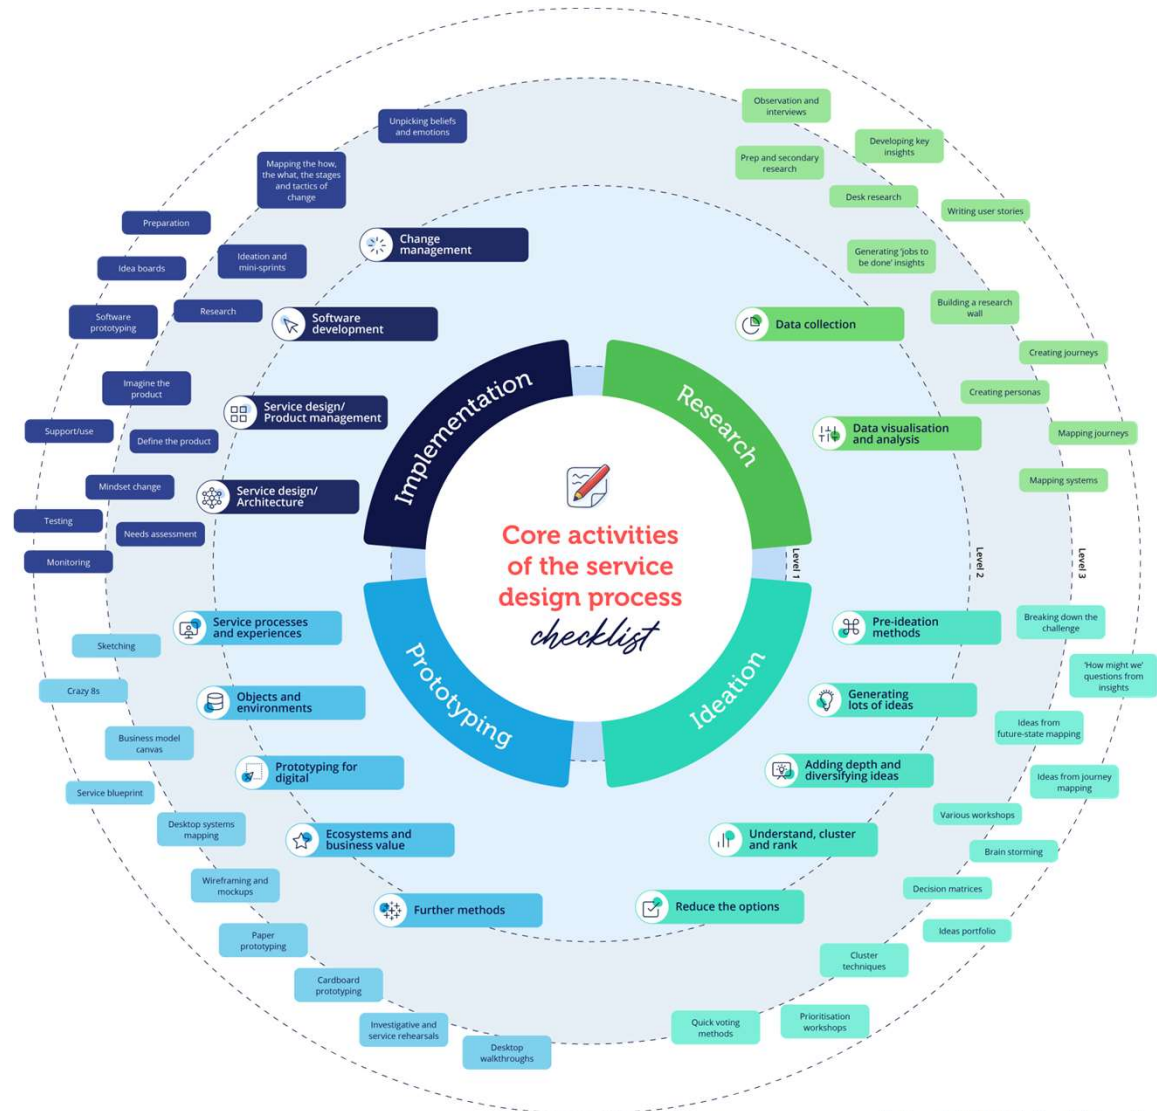 Core activities
of the service
design process
checklist
Research
Ideation
Prototyping
Implementation
Level 1
Level 2
Level 3
Data collection
Data visualisation
and analysis
Observation and
interviews
Developing key
insights
Prep and secondary
research
Desk research
Writing user stories
Generating ‘jobs to
be done’ insights
Building a research
wall
Creating journeys
Creating personas
Mapping journeys
Mapping systems
Pre-ideation
methods
Generating
lots of ideas
Adding depth and
diversifying ideas
Understand, cluster
and rank
Reduce the options
Breaking down the
challenge
‘How might we’
questions from
insights
Ideas from
future-state mapping
Ideas from journey
mapping
Various workshops
Brain storming
Decision matrices
Ideas portfolio
Cluster
techniques
Prioritisation
workshops
Quick voting
methods
Service processes
and experiences
Objects and
environments
Prototyping for
digital
Ecosystems and
business value
Further methods
Sketching
Crazy 8s
Business model
canvas
Service blueprint
Desktop systems
mapping
Wireframing and
mockups
Paper
prototyping
Cardboard
prototyping
Investigative and
service rehearsals
Desktop
walkthroughs
Change
management
Software
development
Service design/
Product management
Service design/
Architecture
Unpicking beliefs
and emotions
Mapping the how,
the what, the stages
and tactics of
change
Preparation
Ideation and
mini-sprints
Idea boards
Research
Software
prototyping
Imagine the
product
Support/use
Define the product
Mindset change
Testing
Needs assessment
Monitoring